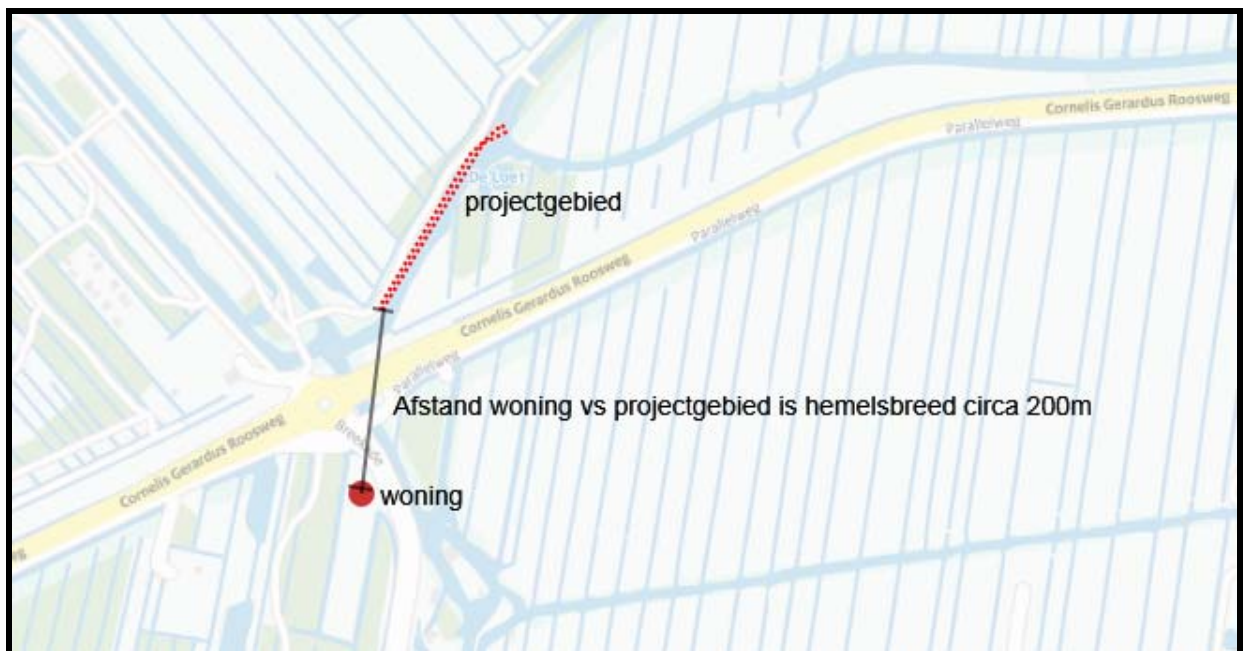 Cornelis Gerardus Roosweg
Parallelweg
De Loet
projectgebied
Parallelweg
Cornelis Gerardus Roosweg
Parallelweg
Afstand woning vs projectgebied is hemelsbreed circa 200m
Cornelis Gerardus Roosweg
woning